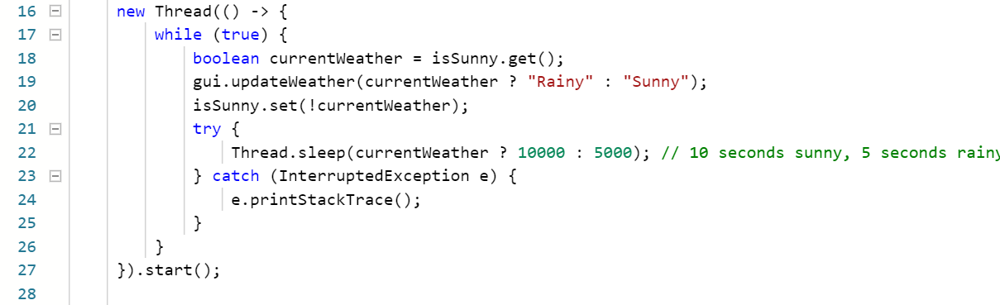 16 new Thread(() -> {
17 while (true) {
18 boolean currentWeather = isSunny.get();
19 gui.updateWeather(currentWeather ? "Rainy" : "Sunny");
20 isSunny.set(!currentWeather);
21 try {
22 Thread.sleep(currentWeather ? 10000 : 5000); // 10 seconds sunny, 5 seconds rainy
23 } catch (InterruptedException e) {
24 e.printStackTrace();
25 }
26 }
27 }).start();
28